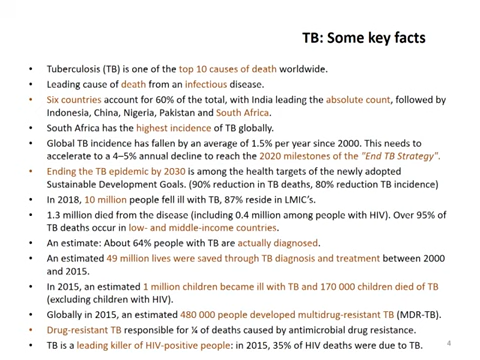 TB: Some key facts
• Tuberculosis (TB) is one of the top 10 causes of death worldwide.
• Leading cause of death from an infectious disease.
• Six countries account for 60% of the total, with India leading the absolute count, followed by
Indonesia, China, Nigeria, Pakistan and South Africa.
• South Africa has the highest incidence of TB globally.
• Global TB incidence has fallen by an average of 1.5% per year since 2000. This needs to
accelerate to a 4–5% annual decline to reach the 2020 milestones of the "End TB Strategy".
• Ending the TB epidemic by 2030 is among the health targets of the newly adopted
Sustainable Development Goals. (90% reduction in TB deaths, 80% reduction TB incidence)
• In 2018, 10 million people fell ill with TB, 87% reside in LMIC's.
• 1.3 million died from the disease (including 0.4 million among people with HIV). Over 95% of
TB deaths occur in low- and middle-income countries.
• An estimate: About 64% people with TB are actually diagnosed.
• An estimated 49 million lives were saved through TB diagnosis and treatment between 2000
and 2015.
• In 2015, an estimated 1 million children became ill with TB and 170 000 children died of TB
(excluding children with HIV).
• Globally in 2015, an estimated 480 000 people developed multidrug-resistant TB (MDR-TB).
• Drug-resistant TB responsible for ¼ of deaths caused by antimicrobial drug resistance.
• TB is a leading killer of HIV-positive people: in 2015, 35% of HIV deaths were due to TB.
4